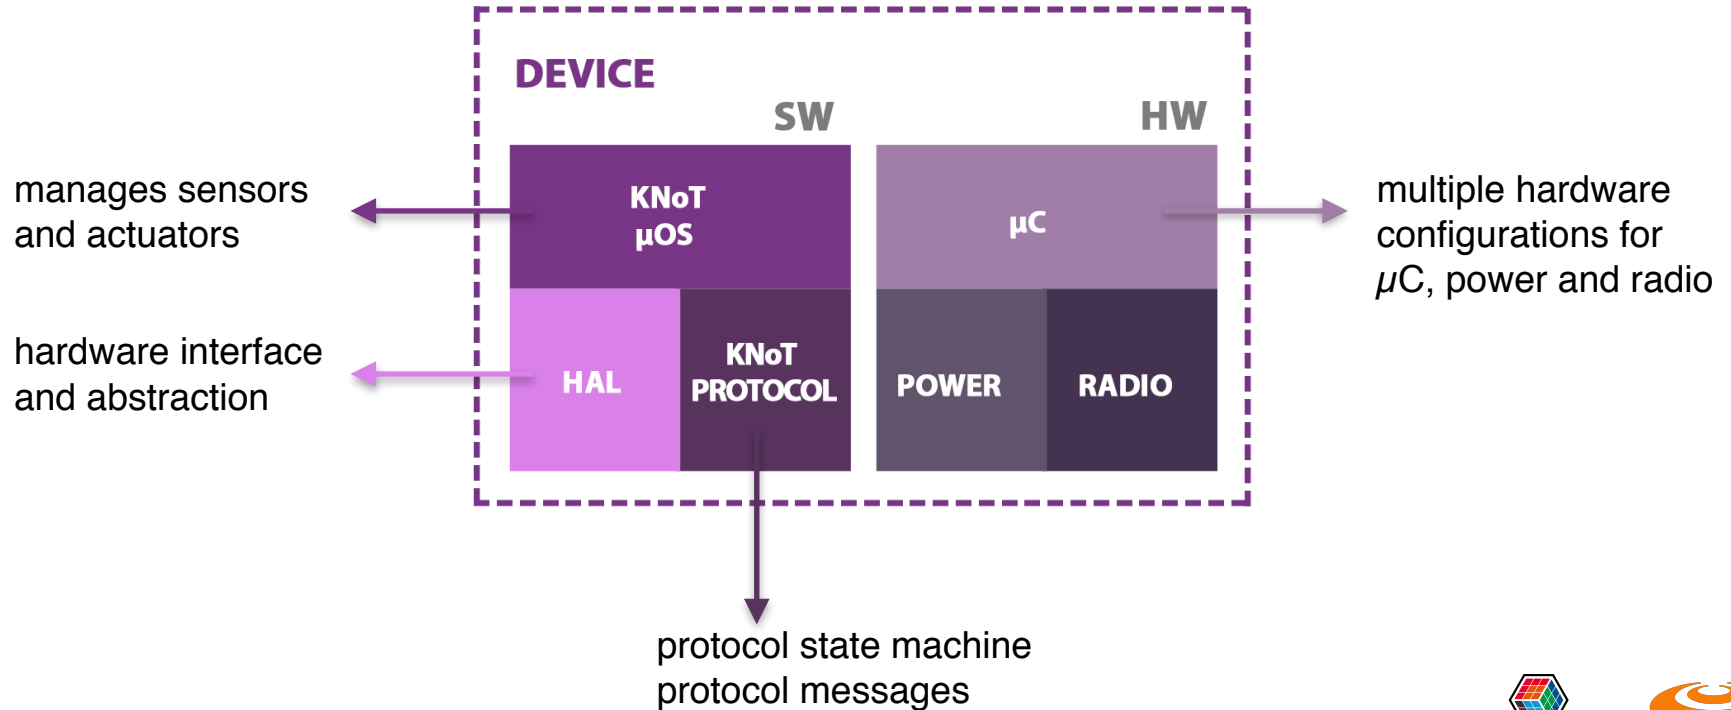 DEVICE
SW
HW
manages sensors
and actuators
KNoT
µOS
µC
multiple hardware
configurations for
µC, power and radio
hardware interface
and abstraction
HAL
KNoT
PROTOCOL
POWER
RADIO
protocol state machine
protocol messages